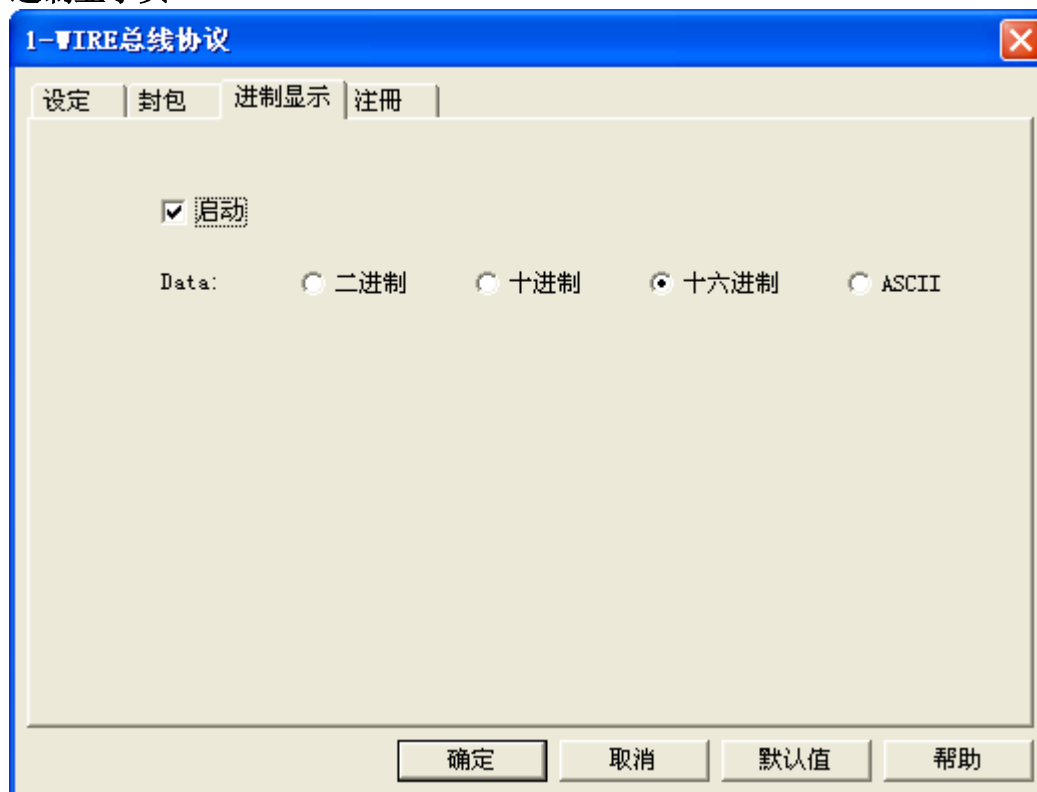 1-WIRE总线协议
设定 封包 进制显示 注冊
启动
Data: 二进制 十进制 十六进制 ASCII
确定 取消 默认值 帮助